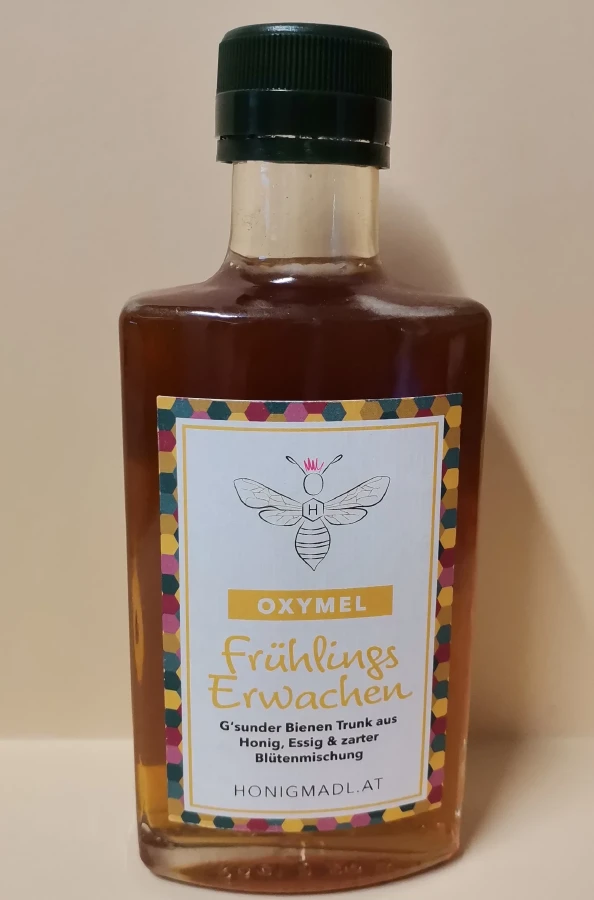 H
OXYMEL
Frühlings
Erwachen
G'sunder Bienen Trunk aus
Honig, Essig & zarter
Blütenmischung
HONIGMADL.AT